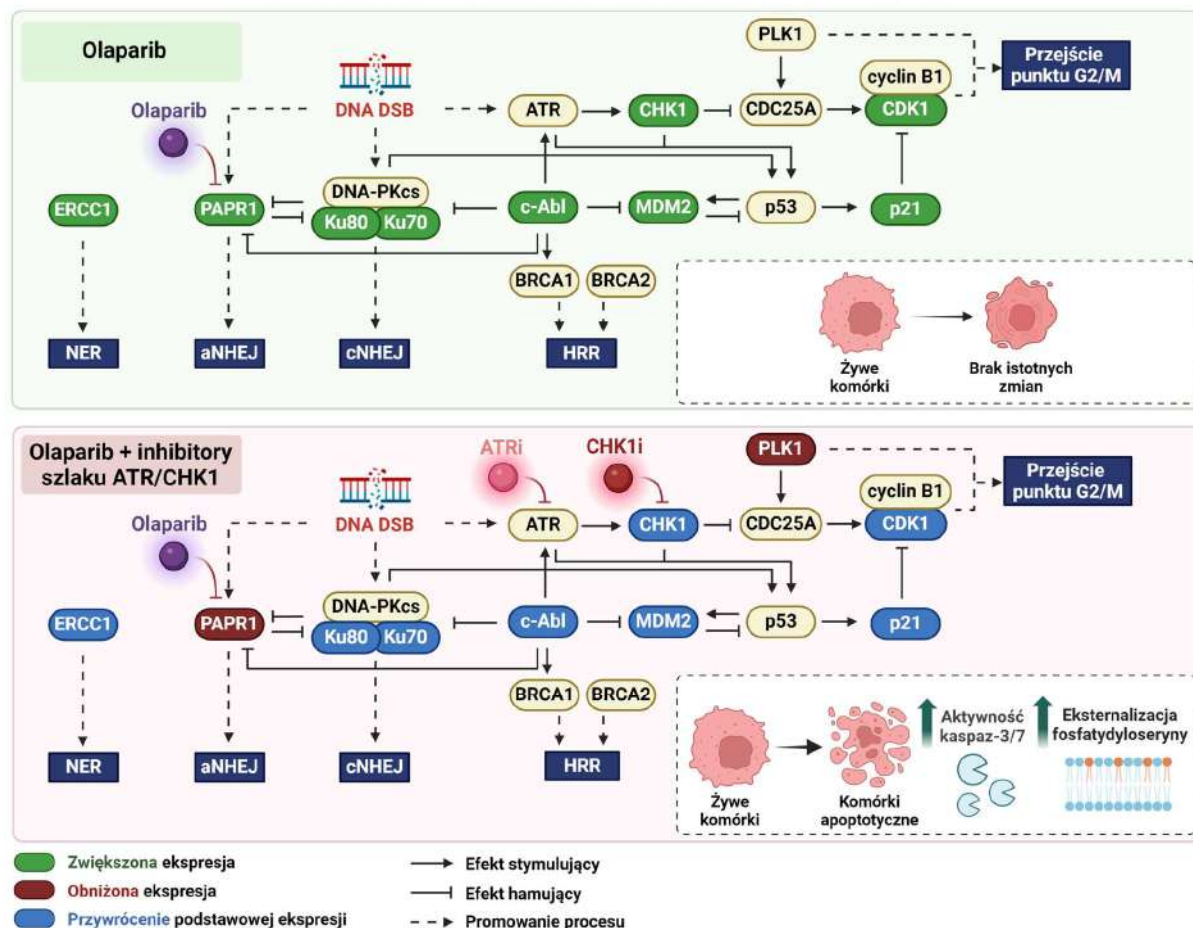 Olaparib
PLK1
Przejście
punktu G2/M
cyclin B1
DNA DSB
ATR
CHK1
CDC25A
CDK1
Olaparib
ERCC1
PAPR1
DNA-PKcs
Ku80
Ku70
c-Abl
MDM2
p53
p21
BRCA1
BRCA2
NER
aNHEJ
cNHEJ
HRR
Żywe
komórki
Brak istotnych
zmian
Olaparib + inhibitory
szlaku ATR/CHK1
ATRi
CHK1i
PLK1
Przejście
punktu G2/M
cyclin B1
DNA DSB
ATR
CHK1
CDC25A
CDK1
Olaparib
ERCC1
PAPR1
DNA-PKcs
Ku80
Ku70
c-Abl
MDM2
p53
p21
BRCA1
BRCA2
NER
aNHEJ
cNHEJ
HRR
Żywe
komórki
Komórki
apoptotyczne
Aktywność
kaspaz-3/7
Eksternalizacja
fosfatydyloseryny
Zwiększona ekspresja
Obniżona ekspresja
Przywrócenie podstawowej ekspresji
Efekt stymulujący
Efekt hamujący
Promowanie procesu